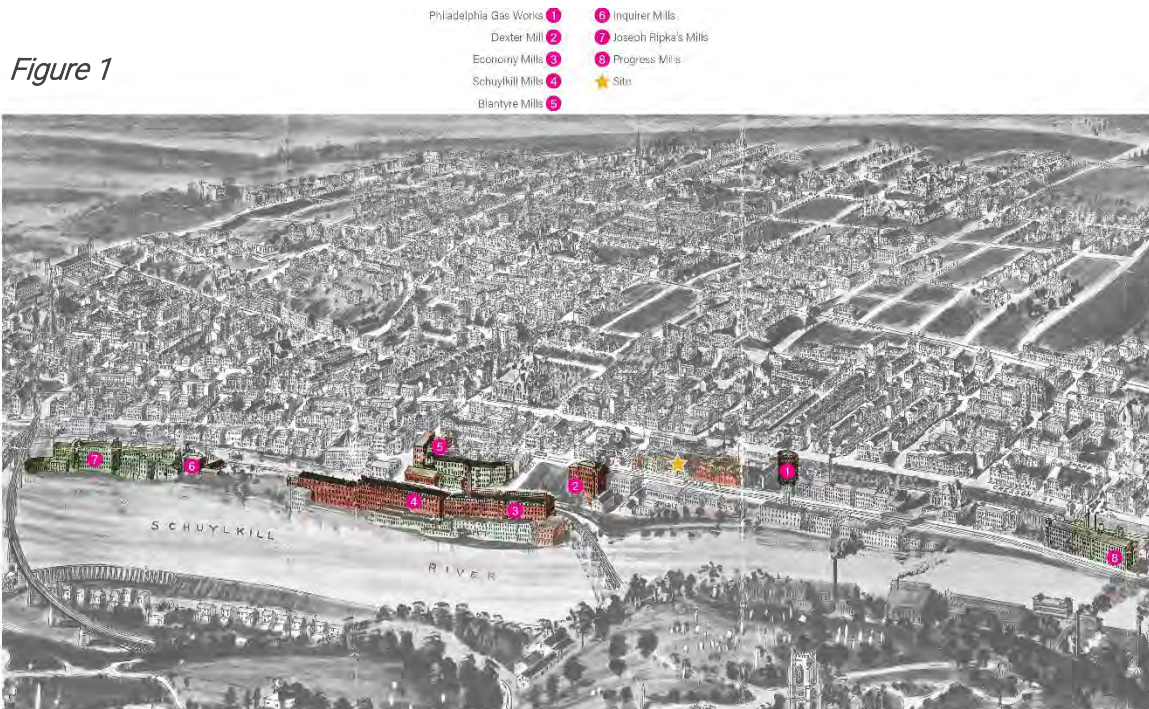 Figure 1
Philadelphia Gas Works 1
Dexter Mill 2
Economy Mills 3
Schuylkill Mills 4
Blantyre Mills 5
6 Inquirer Mills
7 Joseph Ripka's Mills
8 Progress Mills
Site
5
7
6
2
1
4
3
8
SCHUYLKILL
RIVER